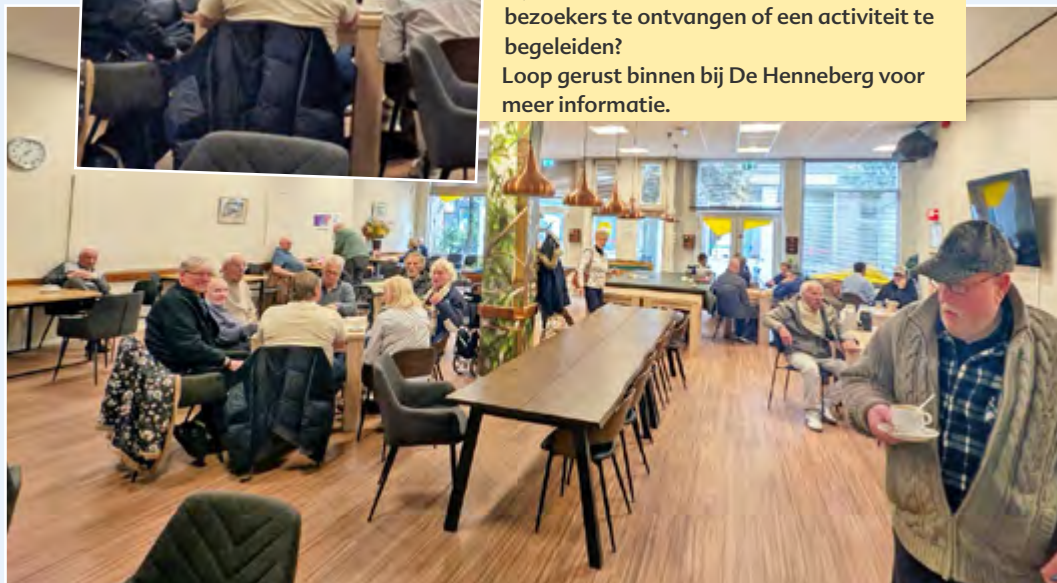 bezoekers te ontvangen of een activiteit te
begeleiden?
Loop gerust binnen bij De Henneberg voor
meer informatie.